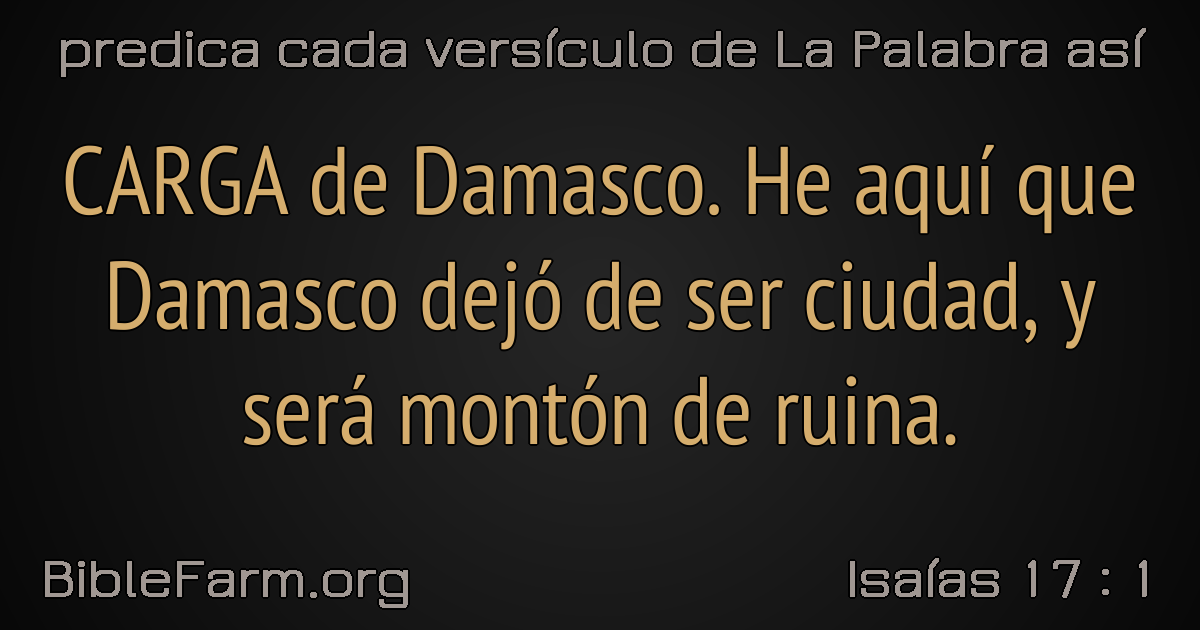 predica cada versículo de La Palabra así
CARGA de Damasco. He aquí que
Damasco dejó de ser ciudad, y
será montón de ruina.
BibleFarm.org
Isaías 17 : 1